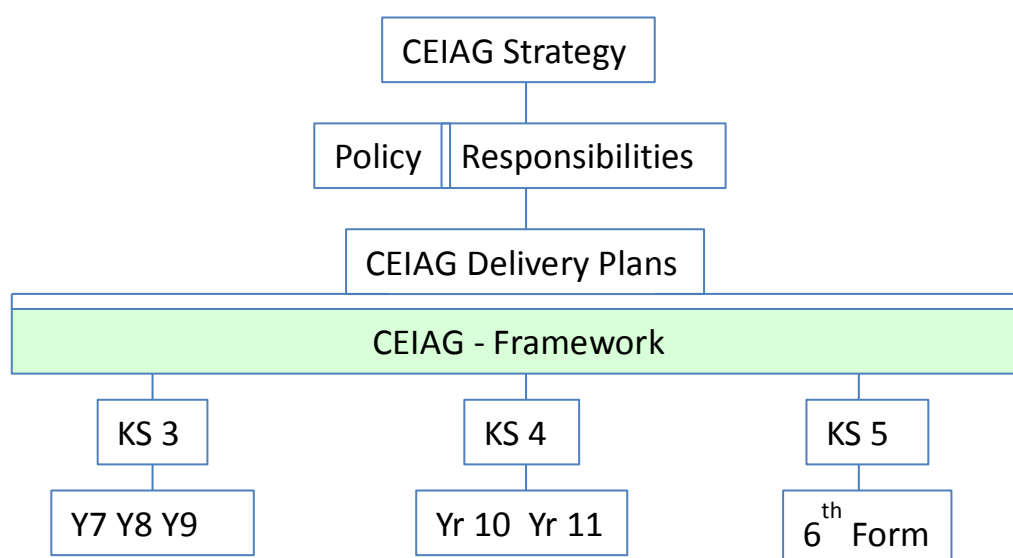 CEIAG Strategy
Policy Responsibilities
CEIAG Delivery Plans
CEIAG - Framework
KS 3 KS 4 KS 5
Y7 Y8 Y9 Yr 10 Yr 11 6th Form